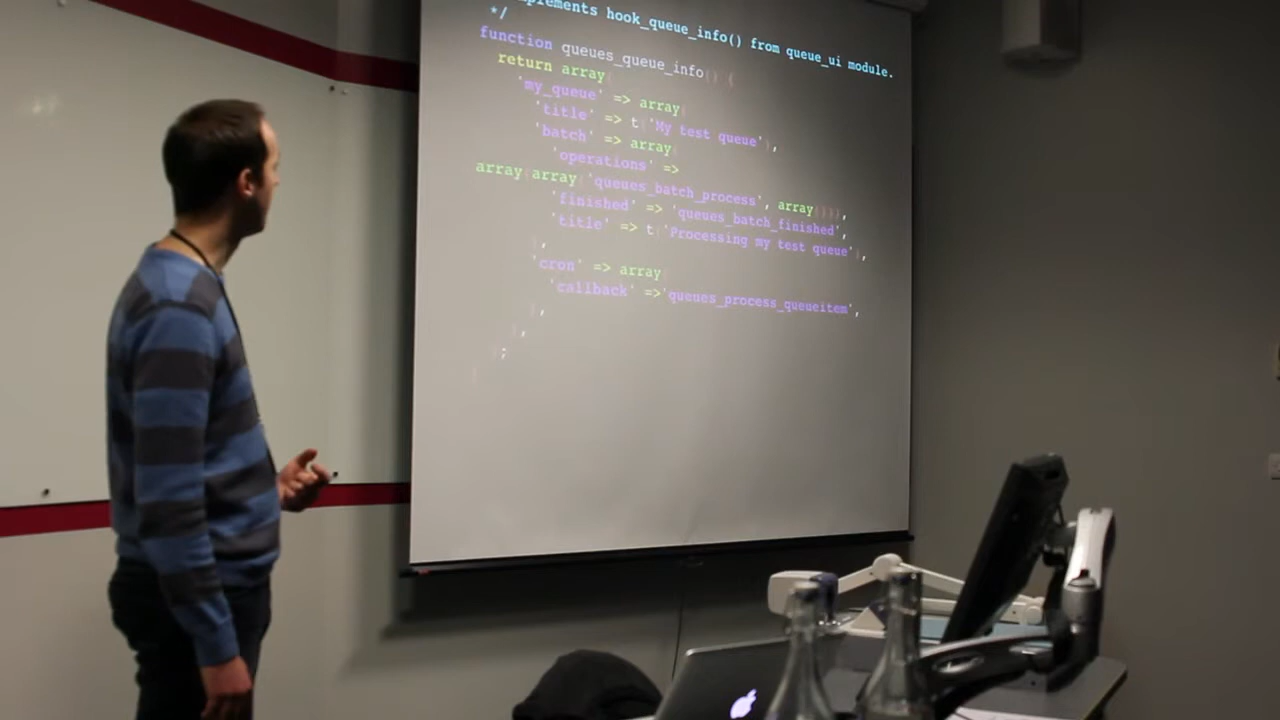 hook_queue_info() from queue_ui module.
*/
function queues_queue_info() {
return array(
'my_queue' => array(
'title' => t('My test queue'),
'batch' => array(
'operations' =>
array(array('queues_batch_process', array())),
'finished' => 'queues_batch_finished',
'title' => t('Processing my test queue'),
),
'cron' => array(
'callback' =>'queues_process_queueitem',
),
),
);
}